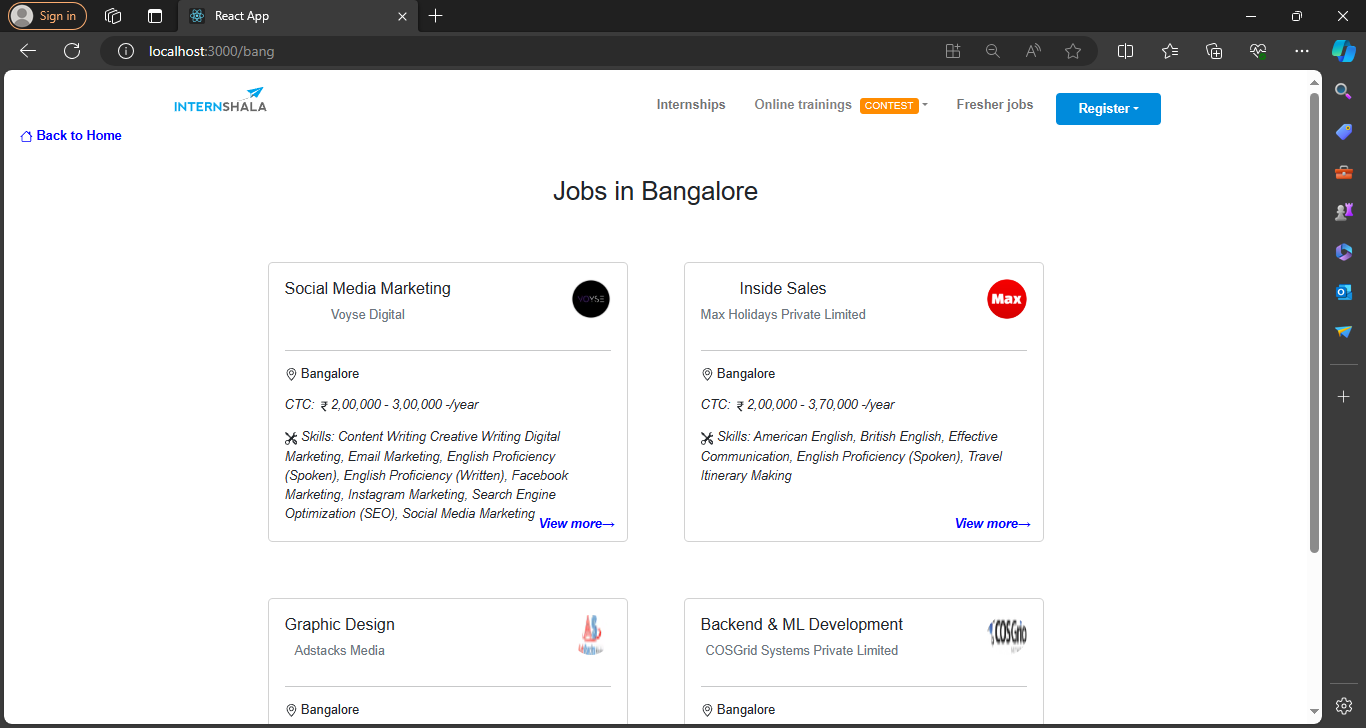 Sign in
React App
localhost:3000/bang
INTERNSHALA
Internships
Online trainings CONTEST
Fresher jobs
Register
Back to Home
Jobs in Bangalore
Social Media Marketing
Voyse Digital
VOYSE
Bangalore
CTC: ₹ 2,00,000 - 3,00,000 -/year
Skills: Content Writing Creative Writing Digital
Marketing, Email Marketing, English Proficiency
(Spoken), English Proficiency (Written), Facebook
Marketing, Instagram Marketing, Search Engine
Optimization (SEO), Social Media Marketing
View more→
Inside Sales
Max Holidays Private Limited
Max
Bangalore
CTC: ₹ 2,00,000 - 3,70,000 -/year
Skills: American English, British English, Effective
Communication, English Proficiency (Spoken), Travel
Itinerary Making
View more→
Graphic Design
Adstacks Media
Bangalore
Backend & ML Development
COSGrid Systems Private Limited
COSGrid
Bangalore